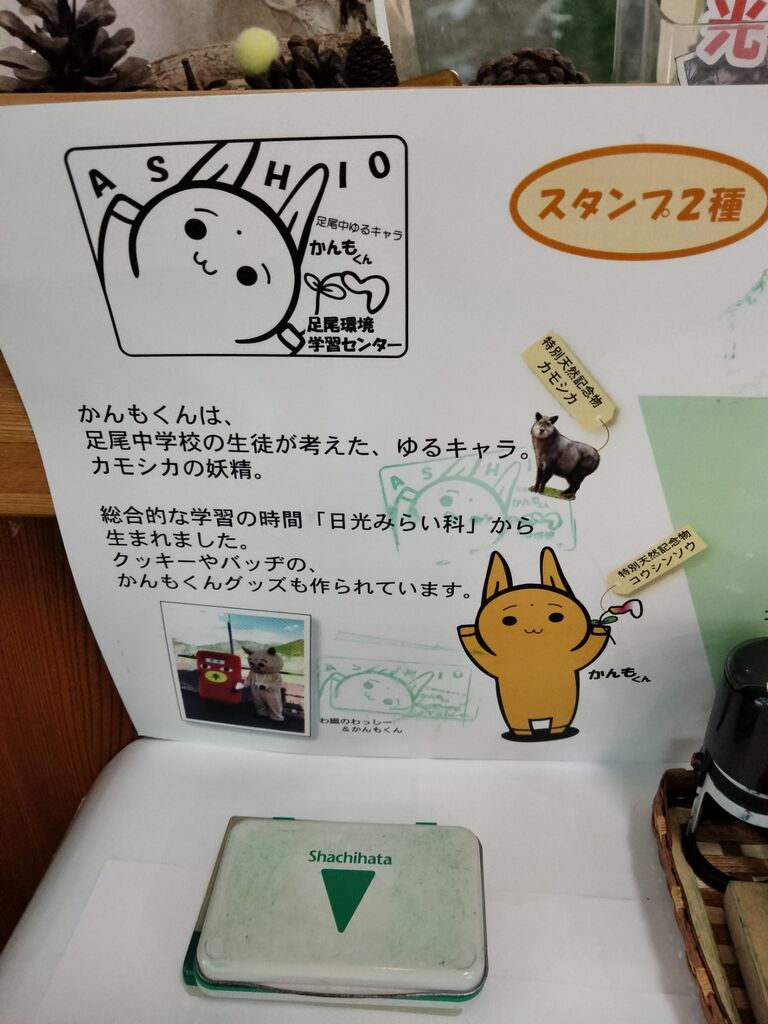 光
ASHIO
足尾中ゆるキャラ
かんもくん
足尾環境
学習センター
スタンプ2種
特別天然記念物
カモシカ
かんもくんは、
足尾中学校の生徒が考えた、ゆるキャラ。
カモシカの妖精。
ASH
総合的な学習の時間「日光みらい科」から
生まれました。
クッキーやバッヂの、
かんもくんグッズも作られています。
特別天然記念物
コウシンソウ
かんもくん
ASHIO
わ鐵のわっしー
&かんもくん
Shachihata